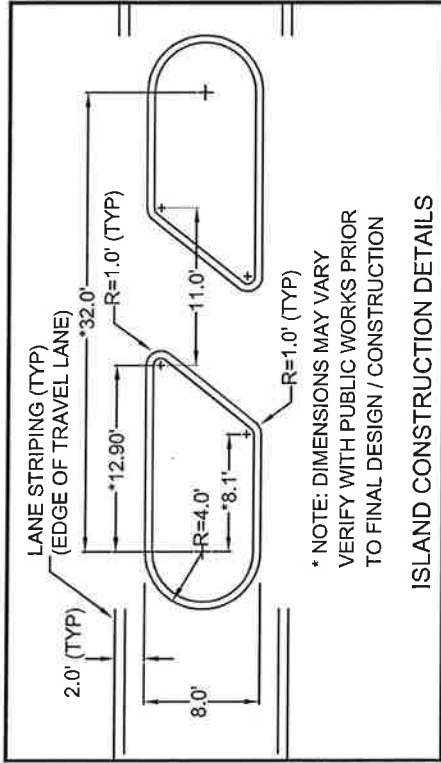 LANE STRIPING (TYP)
(EDGE OF TRAVEL LANE)
2.0' (TYP)
*32.0'
R=1.0' (TYP)
*12.90'
11.0'
R=4.0'
*8.1'
8.0'
R=1.0' (TYP)
* NOTE: DIMENSIONS MAY VARY
VERIFY WITH PUBLIC WORKS PRIOR
TO FINAL DESIGN / CONSTRUCTION
ISLAND CONSTRUCTION DETAILS